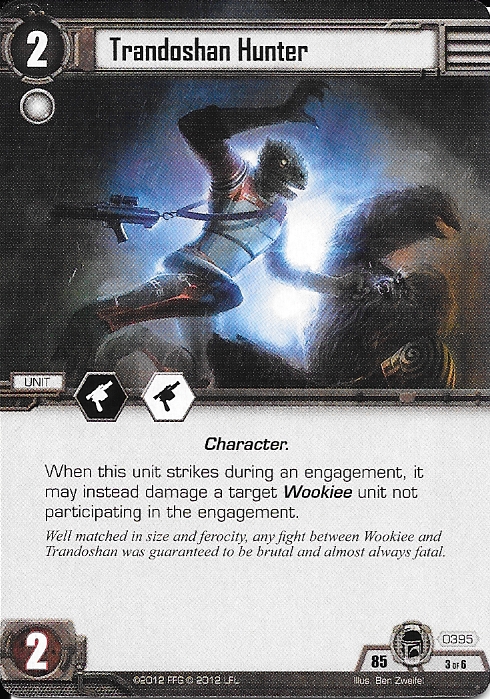 2
Trandoshan Hunter
UNIT
Character.
When this unit strikes during an engagement, it
may instead damage a target Wookiee unit not
participating in the engagement.
Well matched in size and ferocity, any fight between Wookiee and
Trandoshan was guaranteed to be brutal and almost always fatal.
2
©2012 FFG © 2012 LFL
85
0395
3 OF 6
Illus. Ben Zweifel